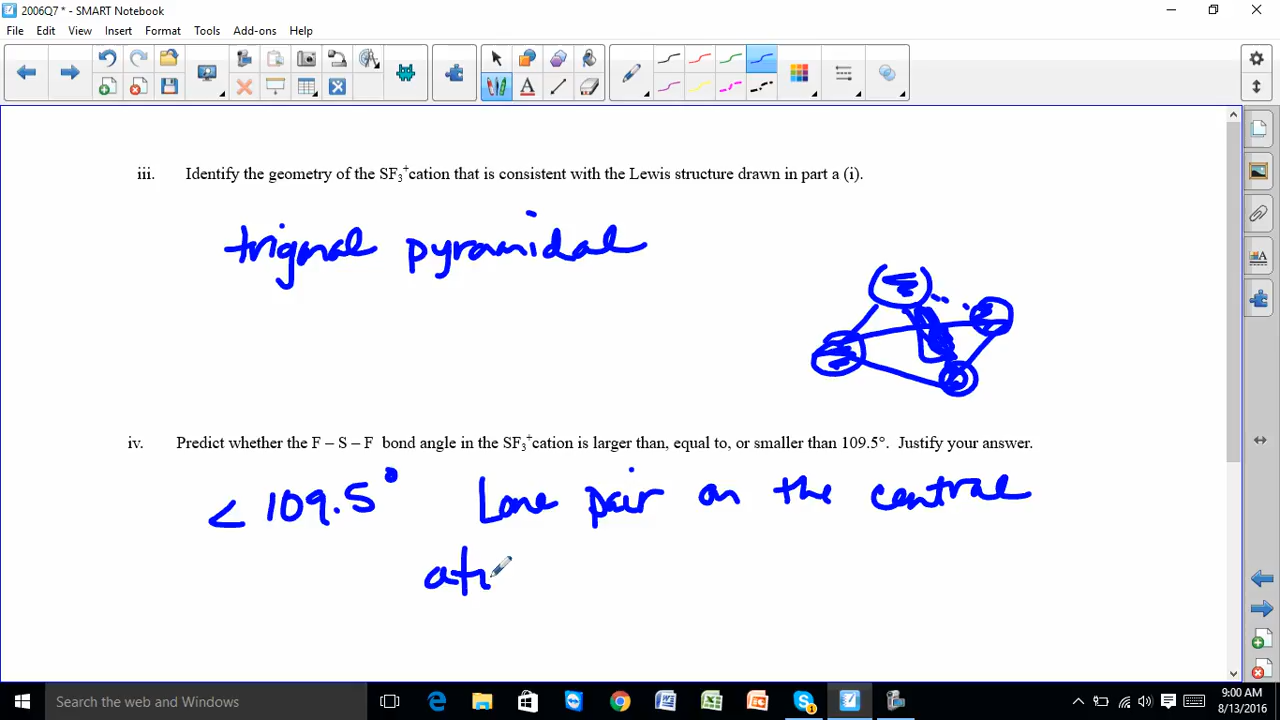 2006Q7 * - SMART Notebook
File Edit View Insert Format Tools Add-ons Help
iii. Identify the geometry of the SF3+cation that is consistent with the Lewis structure drawn in part a (i).
trigonal pyramidal
iv. Predict whether the F – S – F bond angle in the SF3+cation is larger than, equal to, or smaller than 109.5°. Justify your answer.
< 109.5° Lone pair on the central
Search the web and Windows
9:00 AM
8/13/2016